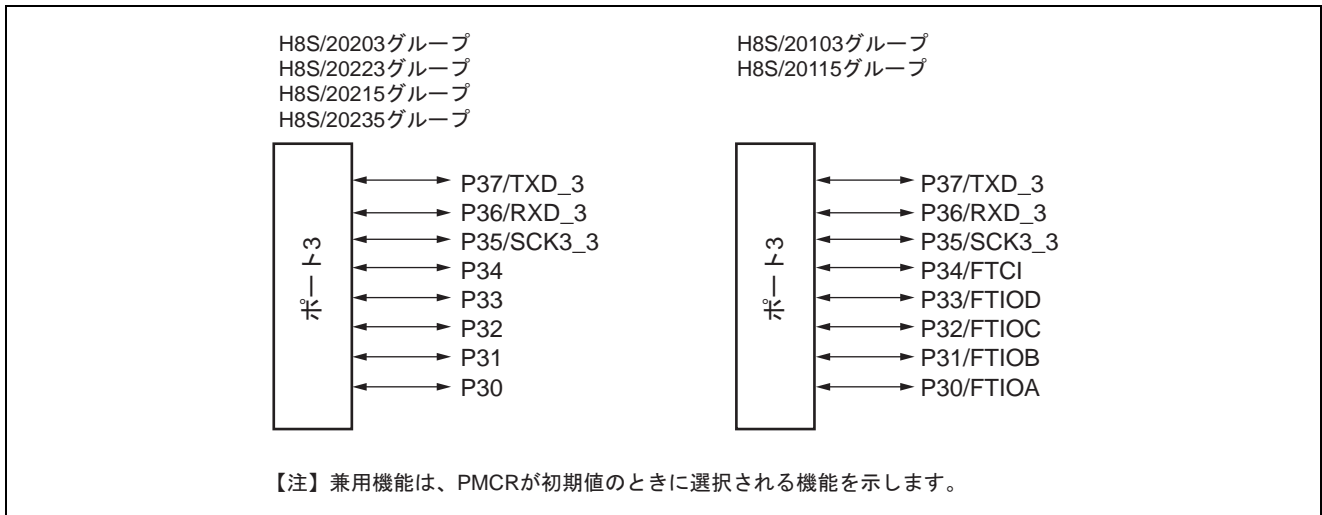 H8S/20203グループ
H8S/20223グループ
H8S/20215グループ
H8S/20235グループ
ポート3
P37/TXD_3
P36/RXD_3
P35/SCK3_3
P34
P33
P32
P31
P30
H8S/20103グループ
H8S/20115グループ
ポート3
P37/TXD_3
P36/RXD_3
P35/SCK3_3
P34/FTCI
P33/FTIOD
P32/FTIOC
P31/FTIOB
P30/FTIOA
【注】兼用機能は、PMCRが初期値のときに選択される機能を示します。